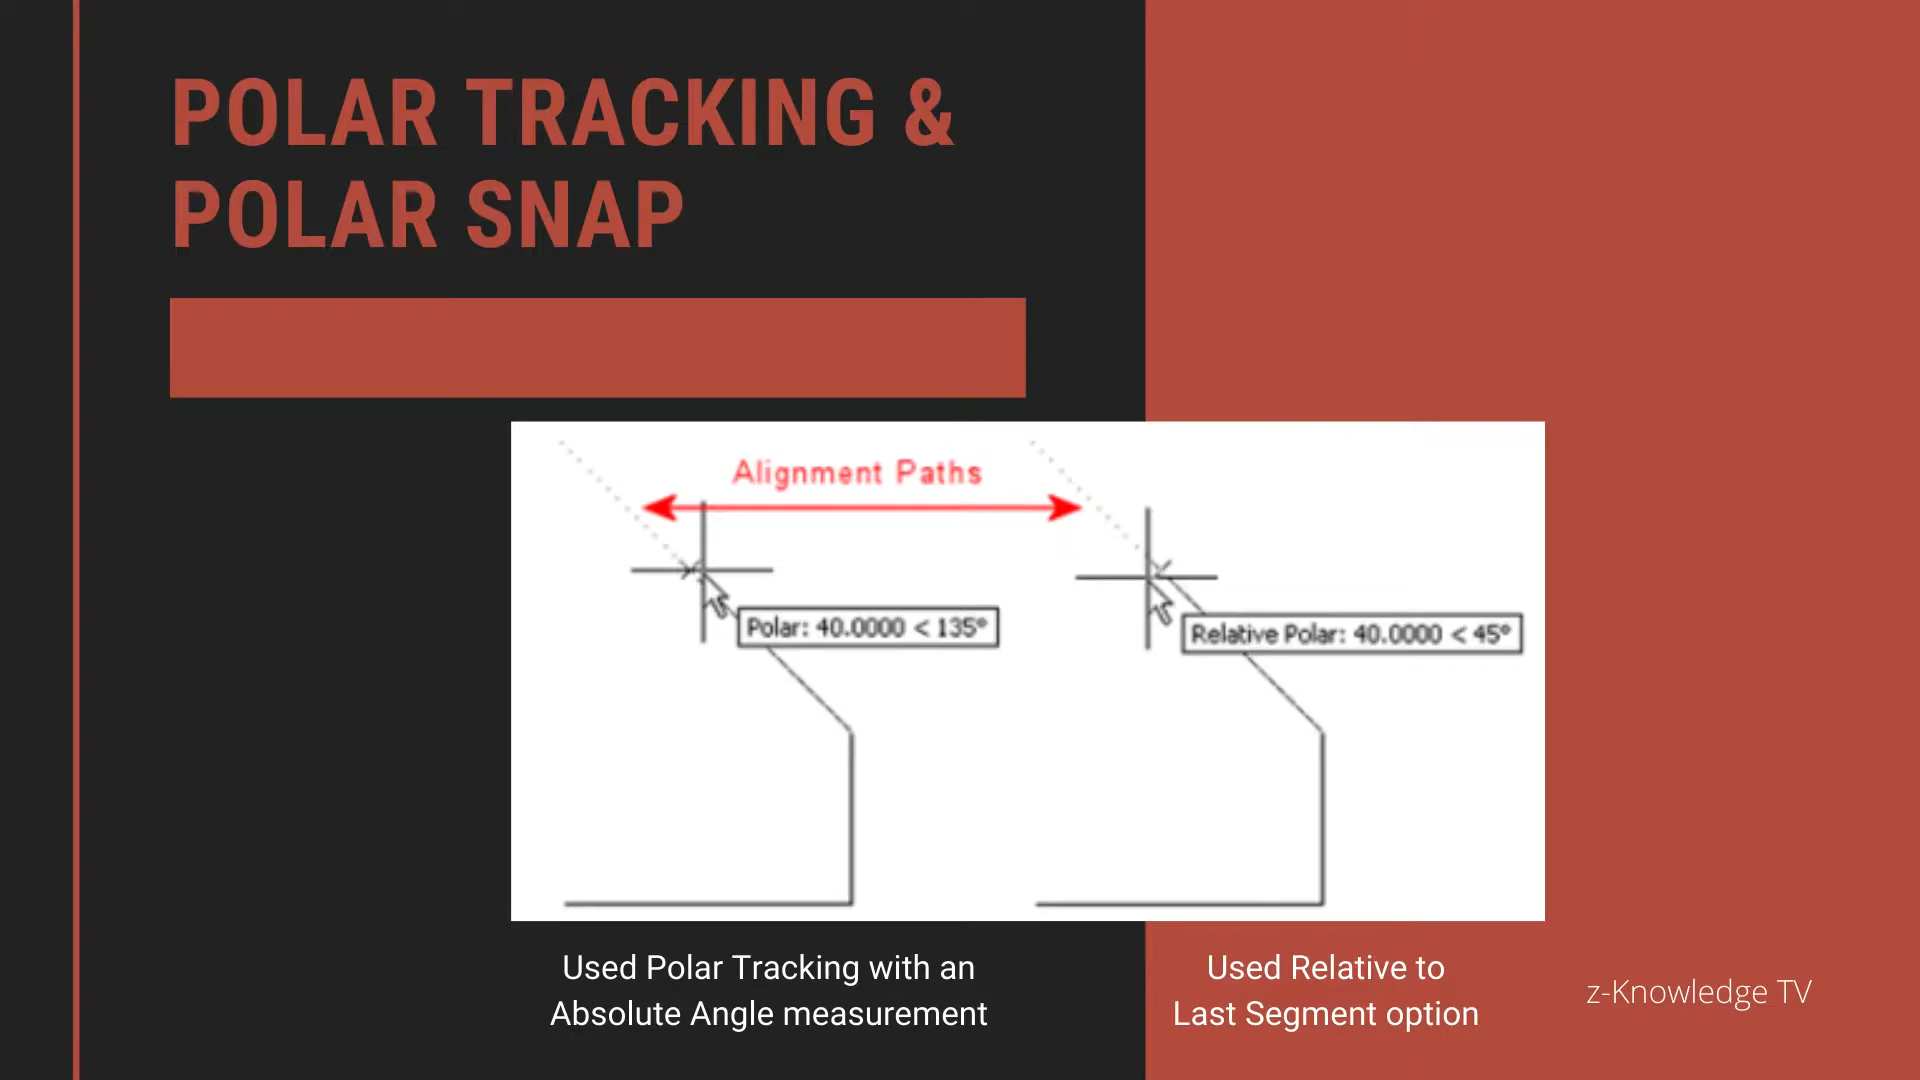 POLAR TRACKING &
POLAR SNAP
Alignment Paths
Polar: 40.0000 < 135°
Relative Polar: 40.0000 < 45°
Used Polar Tracking with an
Absolute Angle measurement
Used Relative to
Last Segment option
z-Knowledge TV